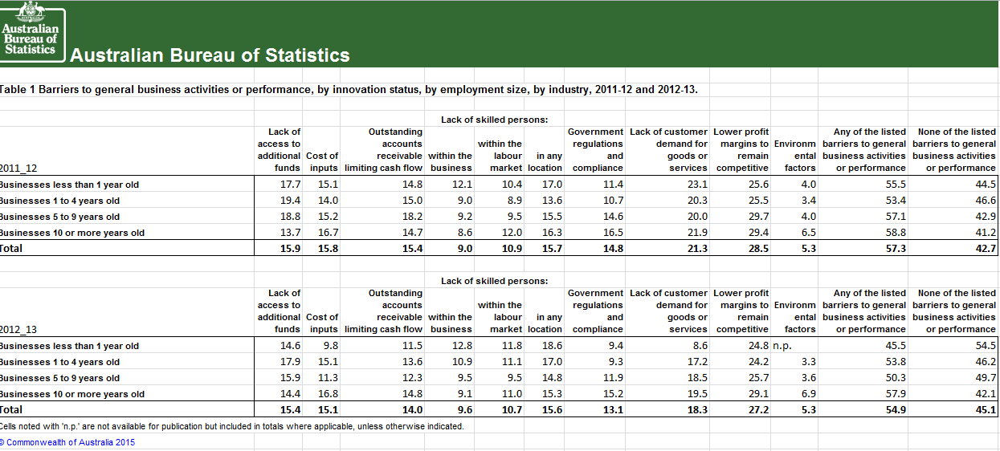 Australian
Bureau of
Statistics
Australian Bureau of Statistics
Table 1 Barriers to general business activities or performance, by innovation status, by employment size, by industry, 2011-12 and 2012-13.
Lack of skilled persons:
Lack of Outstanding Government Lack of customer Lower profit Any of the listed None of the listed
access to accounts within the regulations demand for margins to Environm barriers to general barriers to general
additional Cost of receivable within the labour in any and goods or remain ental business activities business activities
2011_12 funds inputs limiting cash flow business market location compliance services competitive factors or performance or performance
Businesses less than 1 year old 17.7 15.1 14.8 12.1 10.4 17.0 11.4 23.1 25.6 4.0 55.5 44.5
Businesses 1 to 4 years old 19.4 14.0 15.0 9.0 8.9 13.6 10.7 20.3 25.5 3.4 53.4 46.6
Businesses 5 to 9 years old 18.8 15.2 18.2 9.2 9.5 15.5 14.6 20.0 29.7 4.0 57.1 42.9
Businesses 10 or more years old 13.7 16.7 14.7 8.6 12.0 16.3 16.5 21.9 29.4 6.5 58.8 41.2
Total 15.9 15.8 15.4 9.0 10.9 15.7 14.8 21.3 28.5 5.3 57.3 42.7
Lack of skilled persons:
Lack of Outstanding Government Lack of customer Lower profit Any of the listed None of the listed
access to accounts within the regulations demand for margins to Environm barriers to general barriers to general
additional Cost of receivable within the labour in any and goods or remain ental business activities business activities
2012_13 funds inputs limiting cash flow business market location compliance services competitive factors or performance or performance
Businesses less than 1 year old 14.6 9.8 11.5 12.8 11.8 18.6 9.4 8.6 24.8 n.p. 45.5 54.5
Businesses 1 to 4 years old 17.9 15.1 13.6 10.9 11.1 17.0 9.3 17.2 24.2 3.3 53.8 46.2
Businesses 5 to 9 years old 15.9 11.3 12.3 9.5 9.5 14.8 11.9 18.5 25.7 3.6 50.3 49.7
Businesses 10 or more years old 14.4 16.8 14.8 9.1 11.0 15.3 15.2 19.5 29.1 6.9 57.9 42.1
Total 15.4 15.1 14.0 9.6 10.7 15.6 13.1 18.3 27.2 5.3 54.9 45.1
Cells noted with 'n.p.' are not available for publication but included in totals where applicable, unless otherwise indicated.
© Commonwealth of Australia 2015